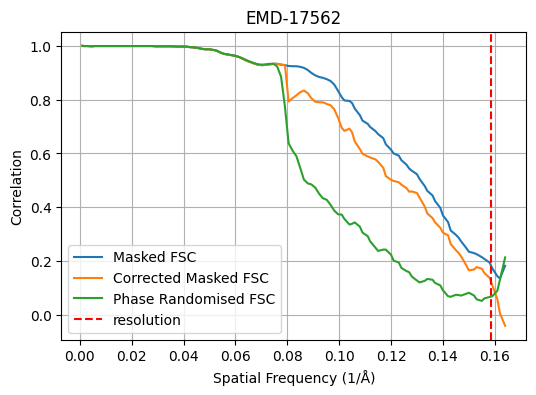 EMD-17562
1.0
0.8
0.6
0.4
0.2
0.0
Correlation
Masked FSC
Corrected Masked FSC
Phase Randomised FSC
resolution
0.00 0.02 0.04 0.06 0.08 0.10 0.12 0.14 0.16
Spatial Frequency (1/Å)